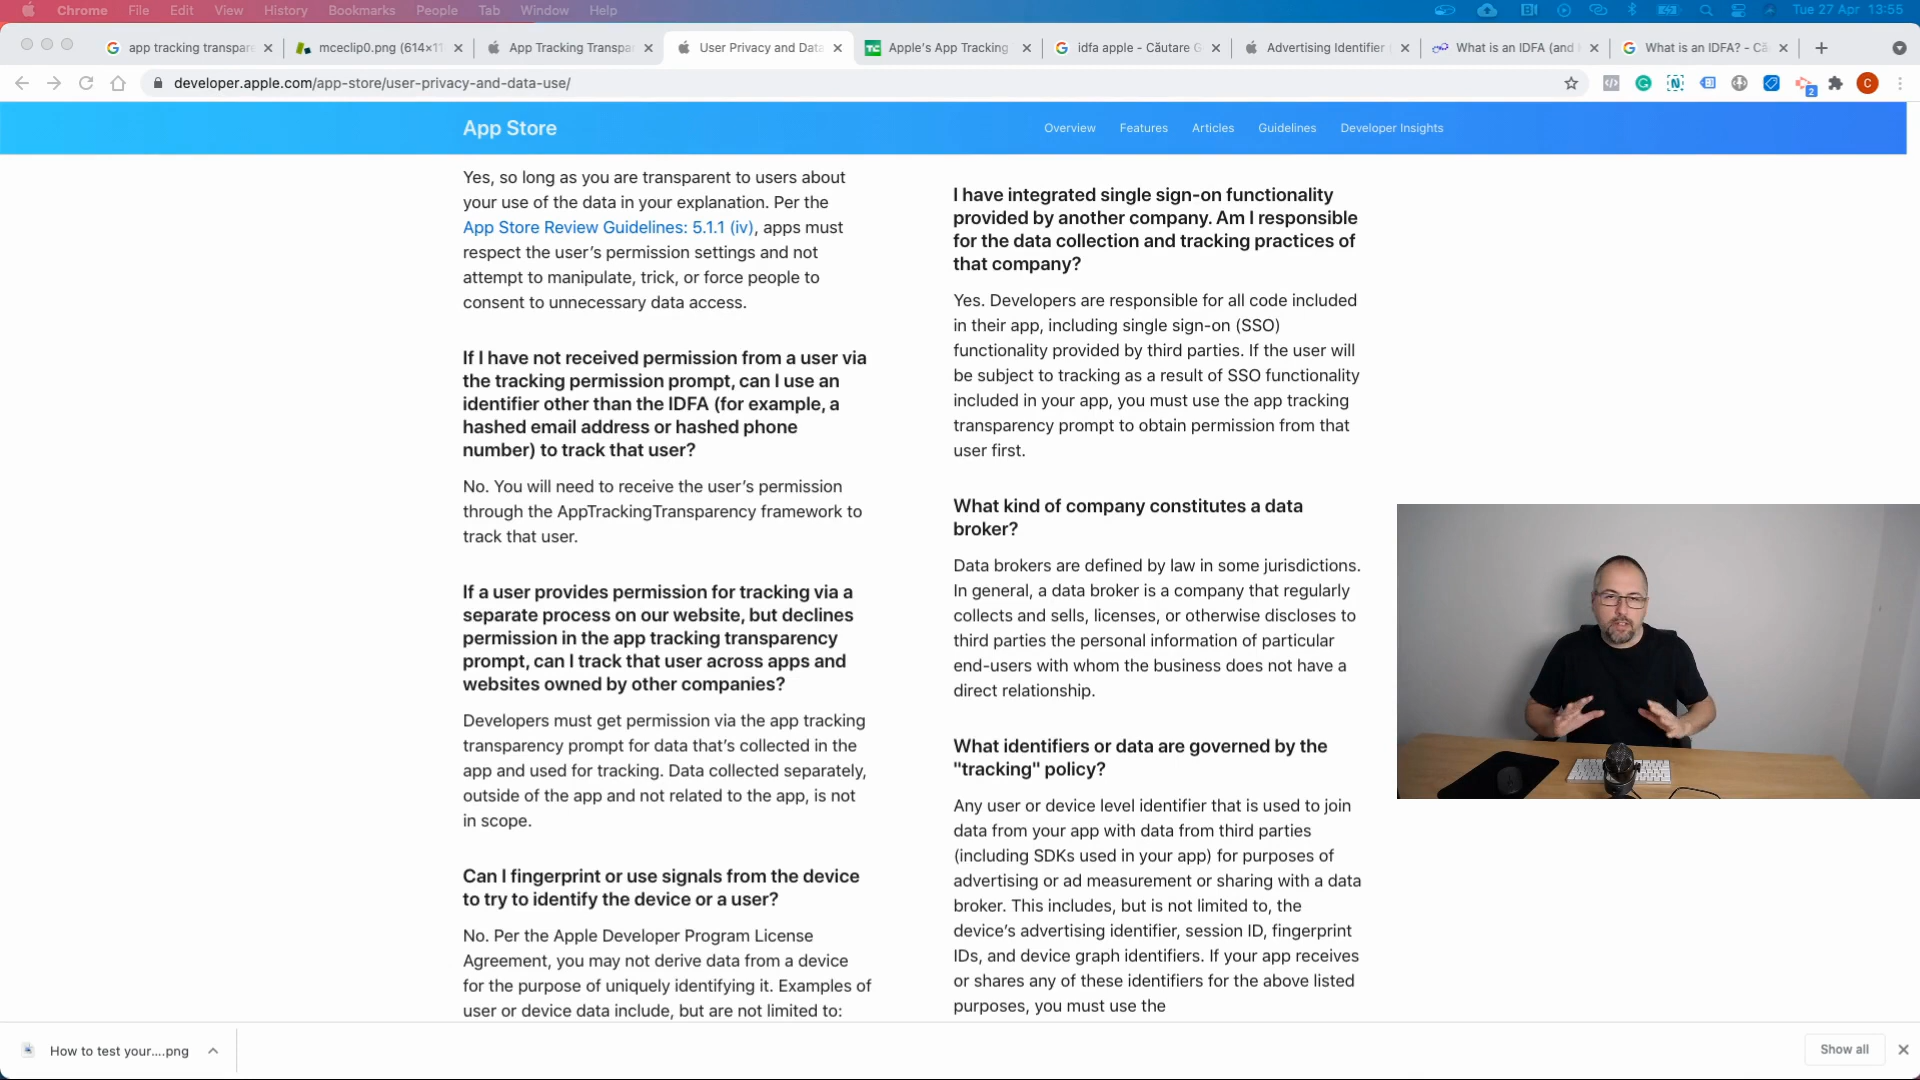 Chrome File Edit View History Bookmarks People Tab Window Help
Tue 27 Apr 13:55
app tracking transpare
mceclip0.png (614×11
App Tracking Transpa
User Privacy and Data
Apple's App Tracking
idfa apple - Căutare G
Advertising Identifier
What is an IDFA (and
What is an IDFA? - Că
developer.apple.com/app-store/user-privacy-and-data-use/
2
C
App Store
Overview Features Articles Guidelines Developer Insights
Yes, so long as you are transparent to users about
your use of the data in your explanation. Per the
App Store Review Guidelines: 5.1.1 (iv), apps must
respect the user's permission settings and not
attempt to manipulate, trick, or force people to
consent to unnecessary data access.
If I have not received permission from a user via
the tracking permission prompt, can I use an
identifier other than the IDFA (for example, a
hashed email address or hashed phone
number) to track that user?
No. You will need to receive the user's permission
through the AppTrackingTransparency framework to
track that user.
If a user provides permission for tracking via a
separate process on our website, but declines
permission in the app tracking transparency
prompt, can I track that user across apps and
websites owned by other companies?
Developers must get permission via the app tracking
transparency prompt for data that's collected in the
app and used for tracking. Data collected separately,
outside of the app and not related to the app, is not
in scope.
Can I fingerprint or use signals from the device
to try to identify the device or a user?
No. Per the Apple Developer Program License
Agreement, you may not derive data from a device
for the purpose of uniquely identifying it. Examples of
user or device data include, but are not limited to:
I have integrated single sign-on functionality
provided by another company. Am I responsible
for the data collection and tracking practices of
that company?
Yes. Developers are responsible for all code included
in their app, including single sign-on (SSO)
functionality provided by third parties. If the user will
be subject to tracking as a result of SSO functionality
included in your app, you must use the app tracking
transparency prompt to obtain permission from that
user first.
What kind of company constitutes a data
broker?
Data brokers are defined by law in some jurisdictions.
In general, a data broker is a company that regularly
collects and sells, licenses, or otherwise discloses to
third parties the personal information of particular
end-users with whom the business does not have a
direct relationship.
What identifiers or data are governed by the
"tracking" policy?
Any user or device level identifier that is used to join
data from your app with data from third parties
(including SDKs used in your app) for purposes of
advertising or ad measurement or sharing with a data
broker. This includes, but is not limited to, the
device's advertising identifier, session ID, fingerprint
IDs, and device graph identifiers. If your app receives
or shares any of these identifiers for the above listed
purposes, you must use the
How to test your....png
Show all